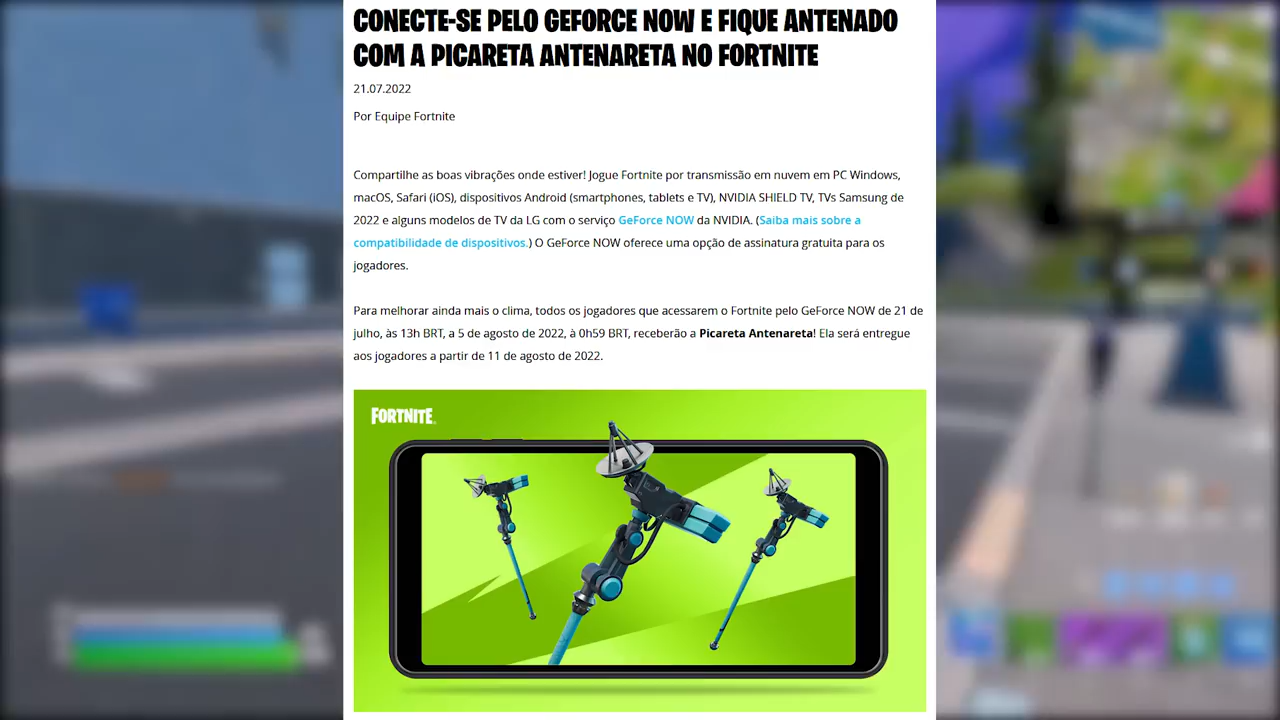 CONECTE-SE PELO GEFORCE NOW E FIQUE ANTENADO
COM A PICARETA ANTENARETA NO FORTNITE
21.07.2022
Por Equipe Fortnite
Compartilhe as boas vibrações onde estiver! Jogue Fortnite por transmissão em nuvem em PC Windows,
macOS, Safari (iOS), dispositivos Android (smartphones, tablets e TV), NVIDIA SHIELD TV, TVs Samsung de
2022 e alguns modelos de TV da LG com o serviço GeForce NOW da NVIDIA. (Saiba mais sobre a
compatibilidade de dispositivos.) O GeForce NOW oferece uma opção de assinatura gratuita para os
jogadores.
Para melhorar ainda mais o clima, todos os jogadores que acessarem o Fortnite pelo GeForce NOW de 21 de
julho, às 13h BRT, a 5 de agosto de 2022, à 0h59 BRT, receberão a Picareta Antenareta! Ela será entregue
aos jogadores a partir de 11 de agosto de 2022.
FORTNITE